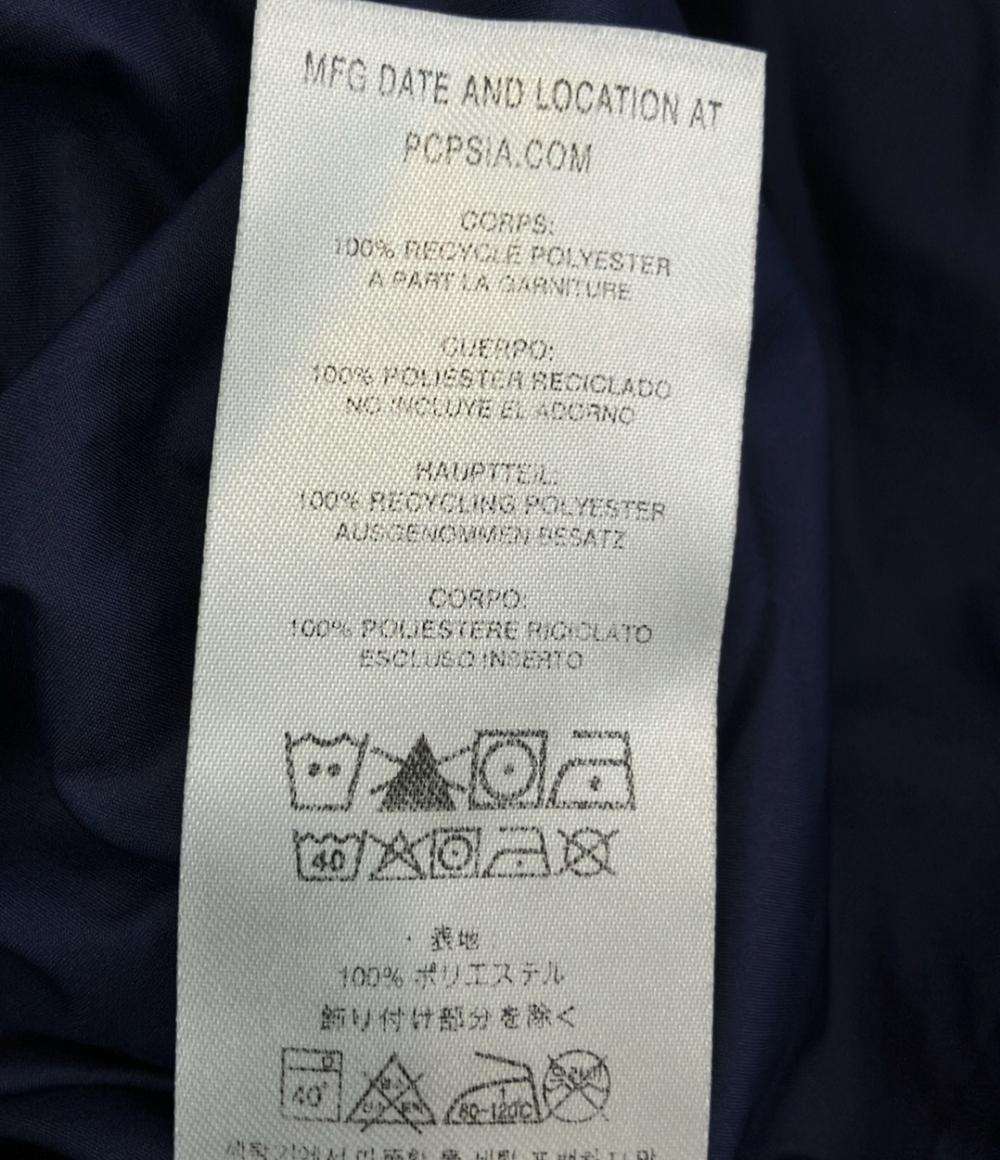 MFG DATE AND LOCATION AT
PCPSIA.COM
CORPS:
100% RECYCLE POLYESTER
A PART LA GARNITURE
CUERPO:
100% POLIESTER RECICLADO
NO INCLUYE EL ADORNO
HAUPTTEIL:
100% RECYCLING POLYESTER
AUSGENOMMEN BESATZ
CORPO:
100% POLIESTERE RICICLATO
ESCLUSO INSERTO
40
表地
100% ポリエステル
飾り付け部分を除く
40°
80-120°C